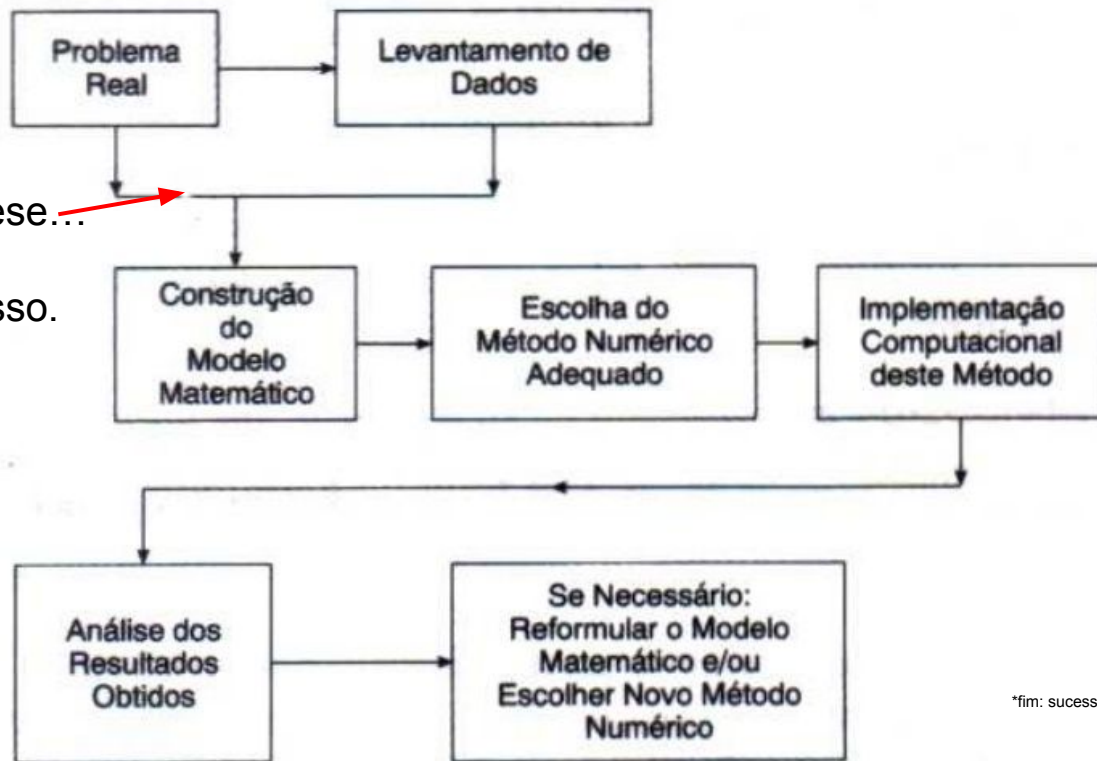 Problema
Real
Levantamento de
Dados
ese…
sso.
Construção
do
Modelo
Matemático
Escolha do
Método Numérico
Adequado
Implementação
Computacional
deste Método
Análise dos
Resultados
Obtidos
Se Necessário:
Reformular o Modelo
Matemático e/ou
Escolher Novo Método
Numérico
*fim: sucess